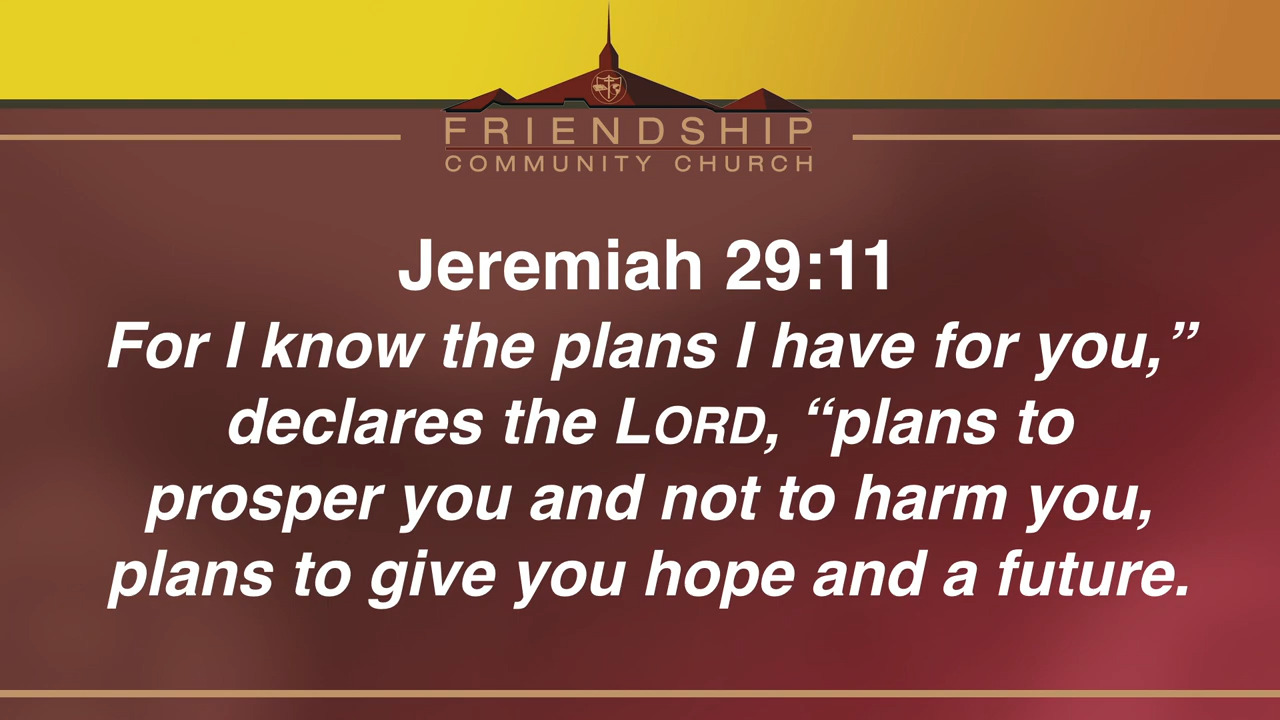 FRIENDSHIP
COMMUNITY CHURCH
Jeremiah 29:11
For I know the plans I have for you,”
declares the LORD, “plans to
prosper you and not to harm you,
plans to give you hope and a future.